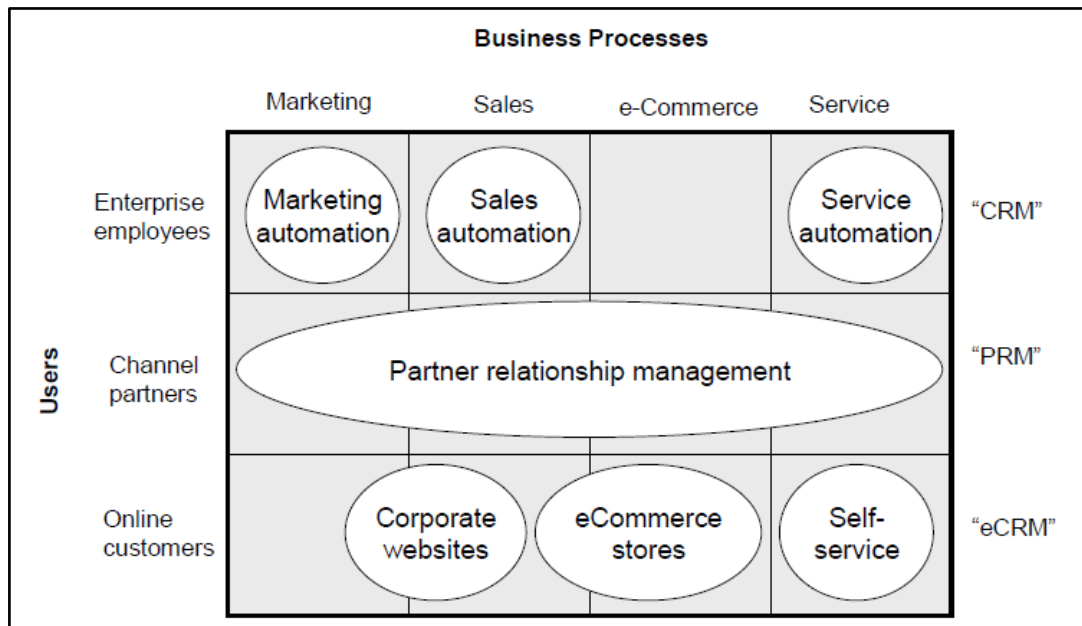 Business Processes
Marketing Sales e-Commerce Service
Enterprise
employees
Marketing
automation
Sales
automation
Service
automation
“CRM”
Users
Channel
partners
Partner relationship management
“PRM”
Online
customers
Corporate
websites
eCommerce
stores
Self-
service
“eCRM”